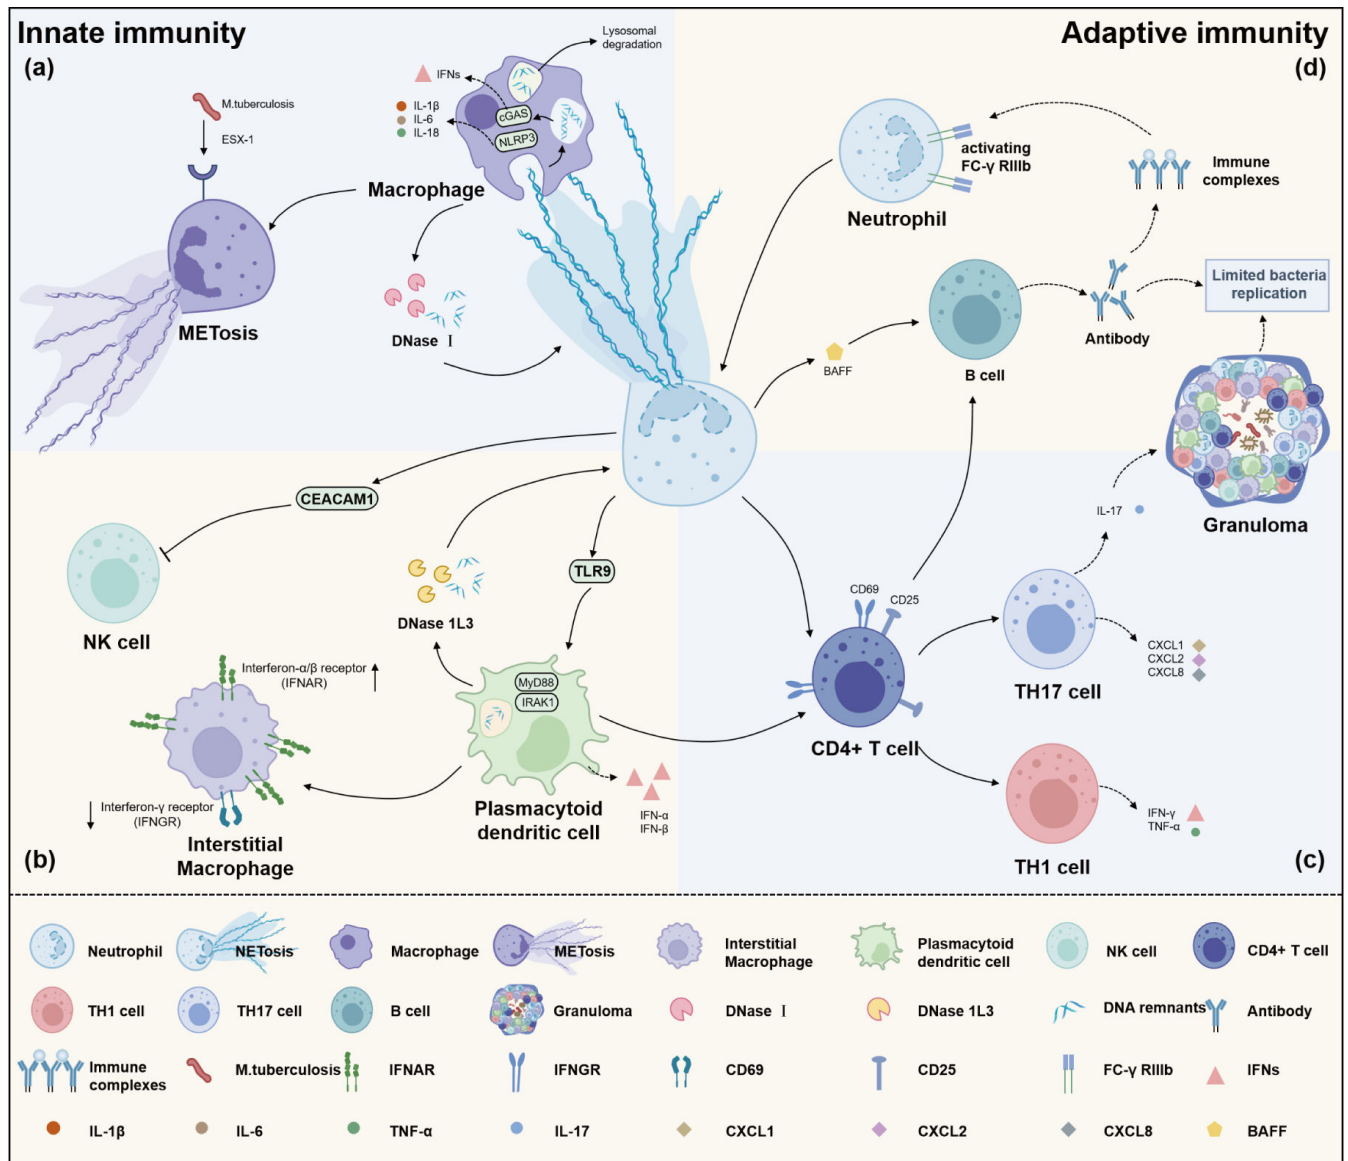 Innate immunity
Adaptive immunity
(a)
(d)
M.tuberculosis
ESX-1
IFNs
IL-1β
IL-6
IL-18
cGAS
NLRP3
Lysosomal
degradation
Macrophage
METosis
DNase I
Neutrophil
activating
FC-γ RIIIb
Immune
complexes
Limited bacteria
replication
Antibody
B cell
BAFF
Granuloma
CEACAM1
NK cell
DNase 1L3
TLR9
Interferon-α/β receptor
(IFNAR)
MyD88
IRAK1
Interferon-γ receptor
(IFNGR)
Interstitial
Macrophage
Plasmacytoid
dendritic cell
IFN-α
IFN-β
(b)
IL-17
CD69
CD25
CD4+ T cell
TH17 cell
CXCL1
CXCL2
CXCL8
IFN-γ
TNF-α
TH1 cell
(c)
Neutrophil
NETosis
Macrophage
METosis
Interstitial
Macrophage
Plasmacytoid
dendritic cell
NK cell
CD4+ T cell
TH1 cell
TH17 cell
B cell
Granuloma
DNase I
DNase 1L3
DNA remnants
Antibody
Immune
complexes
M.tuberculosis
IFNAR
IFNGR
CD69
CD25
FC-γ RIIIb
IFNs
IL-1β
IL-6
TNF-α
IL-17
CXCL1
CXCL2
CXCL8
BAFF